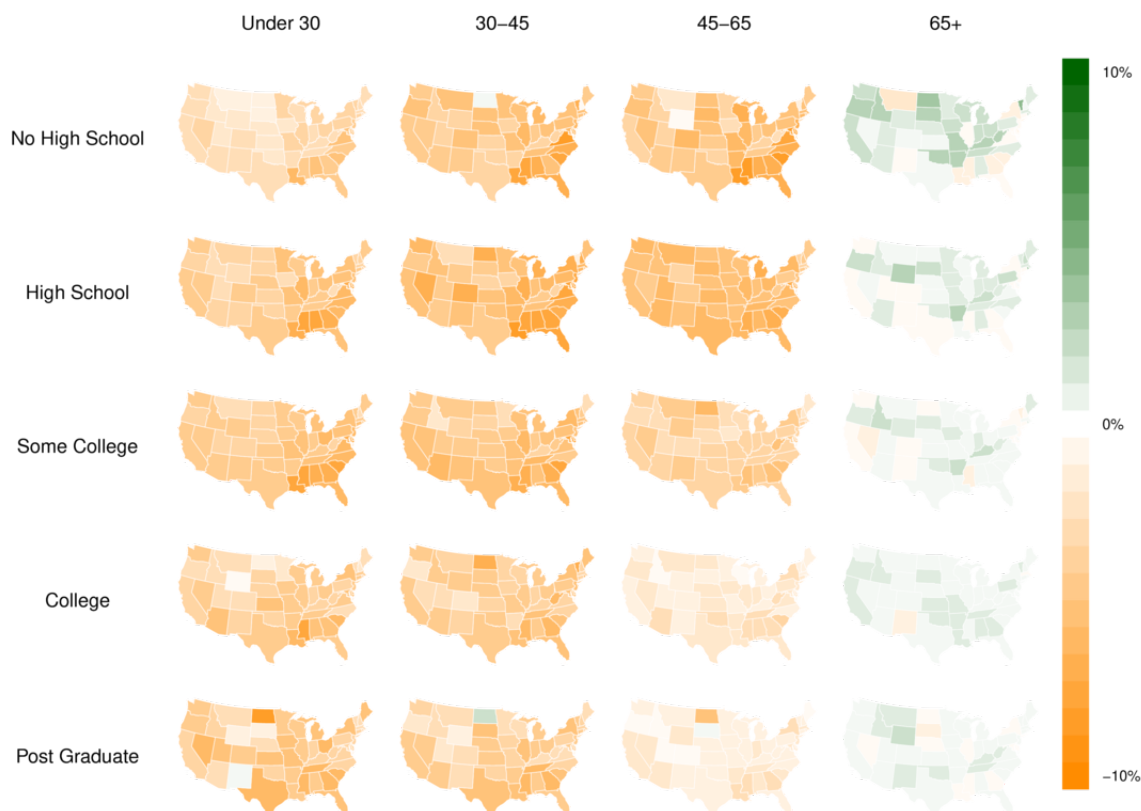 Under 30 30–45 45–65 65+
10%
No High School
High School
0%
Some College
College
Post Graduate
−10%